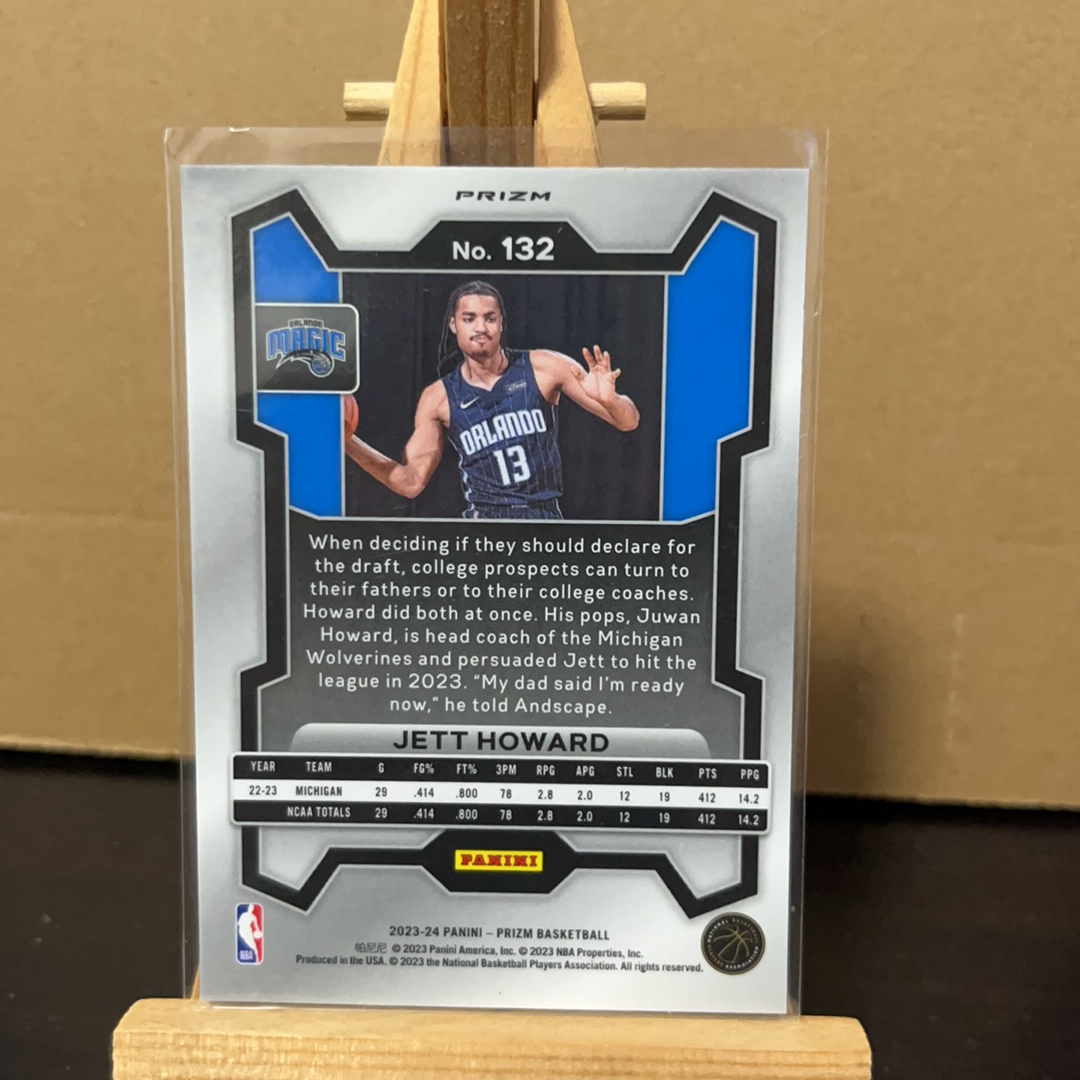 PRIZM
No. 132
ORLANDO
MAGIC
ORLANDO
13
When deciding if they should declare for
the draft, college prospects can turn to
their fathers or to their college coaches.
Howard did both at once. His pops, Juwan
Howard, is head coach of the Michigan
Wolverines and persuaded Jett to hit the
league in 2023. "My dad said I'm ready
now," he told Andscape.
JETT HOWARD
YEAR TEAM G FG% FT% 3PM RPG APG STL BLK PTS PPG
22-23 MICHIGAN 29 .414 .800 78 2.8 2.0 12 19 412 14.2
NCAA TOTALS 29 .414 .800 78 2.8 2.0 12 19 412 14.2
PANINI
NBA
2023-24 PANINI – PRIZM BASKETBALL
帕尼尼 © 2023 Panini America, Inc. © 2023 NBA Properties, Inc.
Produced in the USA. © 2023 the National Basketball Players Association. All rights reserved.